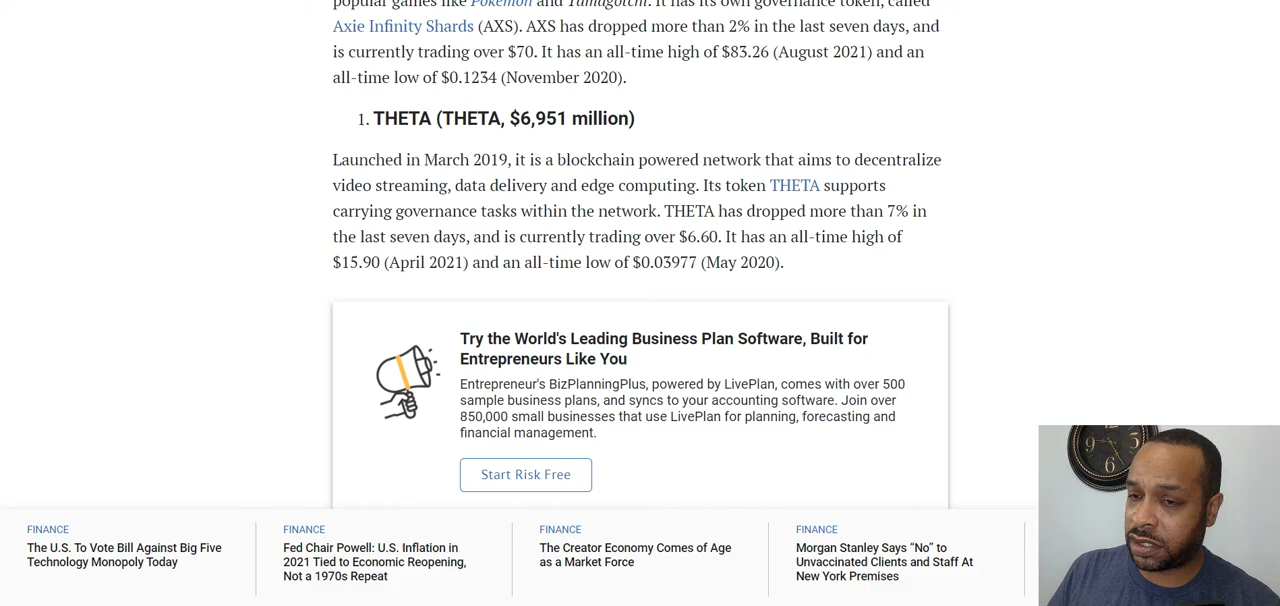 popular games like Pokémon and Tamagotchi. It has its own governance token, called
Axie Infinity Shards (AXS). AXS has dropped more than 2% in the last seven days, and
is currently trading over $70. It has an all-time high of $83.26 (August 2021) and an
all-time low of $0.1234 (November 2020).
1. THETA (THETA, $6,951 million)
Launched in March 2019, it is a blockchain powered network that aims to decentralize
video streaming, data delivery and edge computing. Its token THETA supports
carrying governance tasks within the network. THETA has dropped more than 7% in
the last seven days, and is currently trading over $6.60. It has an all-time high of
$15.90 (April 2021) and an all-time low of $0.03977 (May 2020).
Try the World's Leading Business Plan Software, Built for
Entrepreneurs Like You
Entrepreneur's BizPlanningPlus, powered by LivePlan, comes with over 500
sample business plans, and syncs to your accounting software. Join over
850,000 small businesses that use LivePlan for planning, forecasting and
financial management.
Start Risk Free
FINANCE
The U.S. To Vote Bill Against Big Five
Technology Monopoly Today
FINANCE
Fed Chair Powell: U.S. Inflation in
2021 Tied to Economic Reopening,
Not a 1970s Repeat
FINANCE
The Creator Economy Comes of Age
as a Market Force
FINANCE
Morgan Stanley Says “No” to
Unvaccinated Clients and Staff At
New York Premises
9 3
6